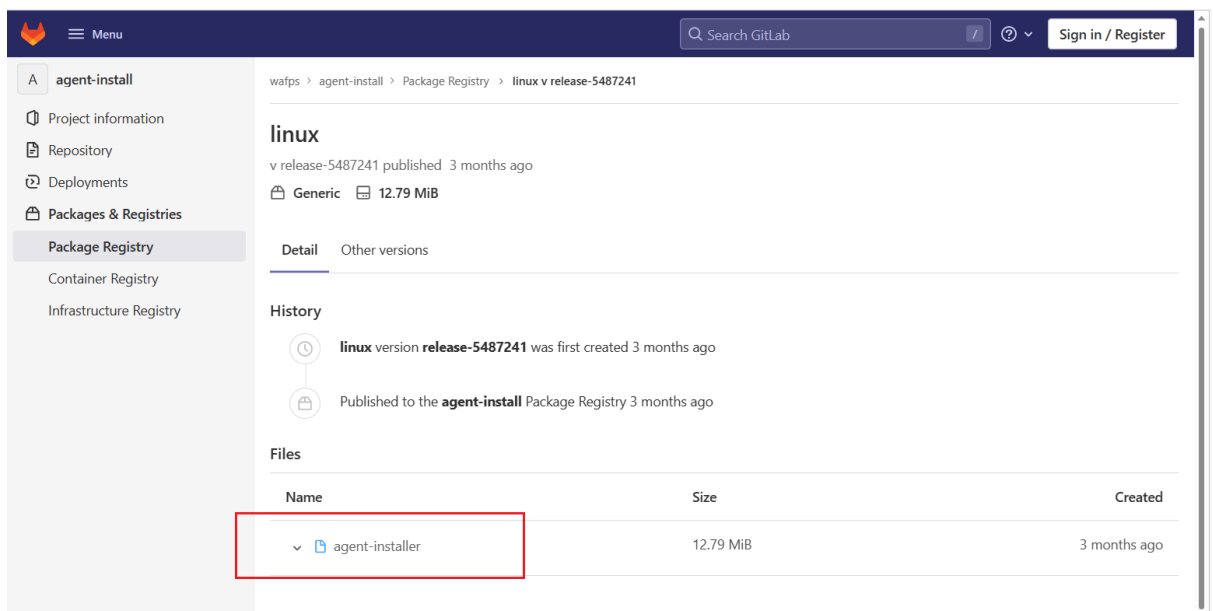 Menu
Search GitLab
/
Sign in / Register
A agent-install
wafps > agent-install > Package Registry > linux v release-5487241
Project information
Repository
Deployments
Packages & Registries
Package Registry
Container Registry
Infrastructure Registry
linux
v release-5487241 published 3 months ago
Generic 12.79 MiB
Detail Other versions
History
linux version release-5487241 was first created 3 months ago
Published to the agent-install Package Registry 3 months ago
Files
Name Size Created
agent-installer 12.79 MiB 3 months ago